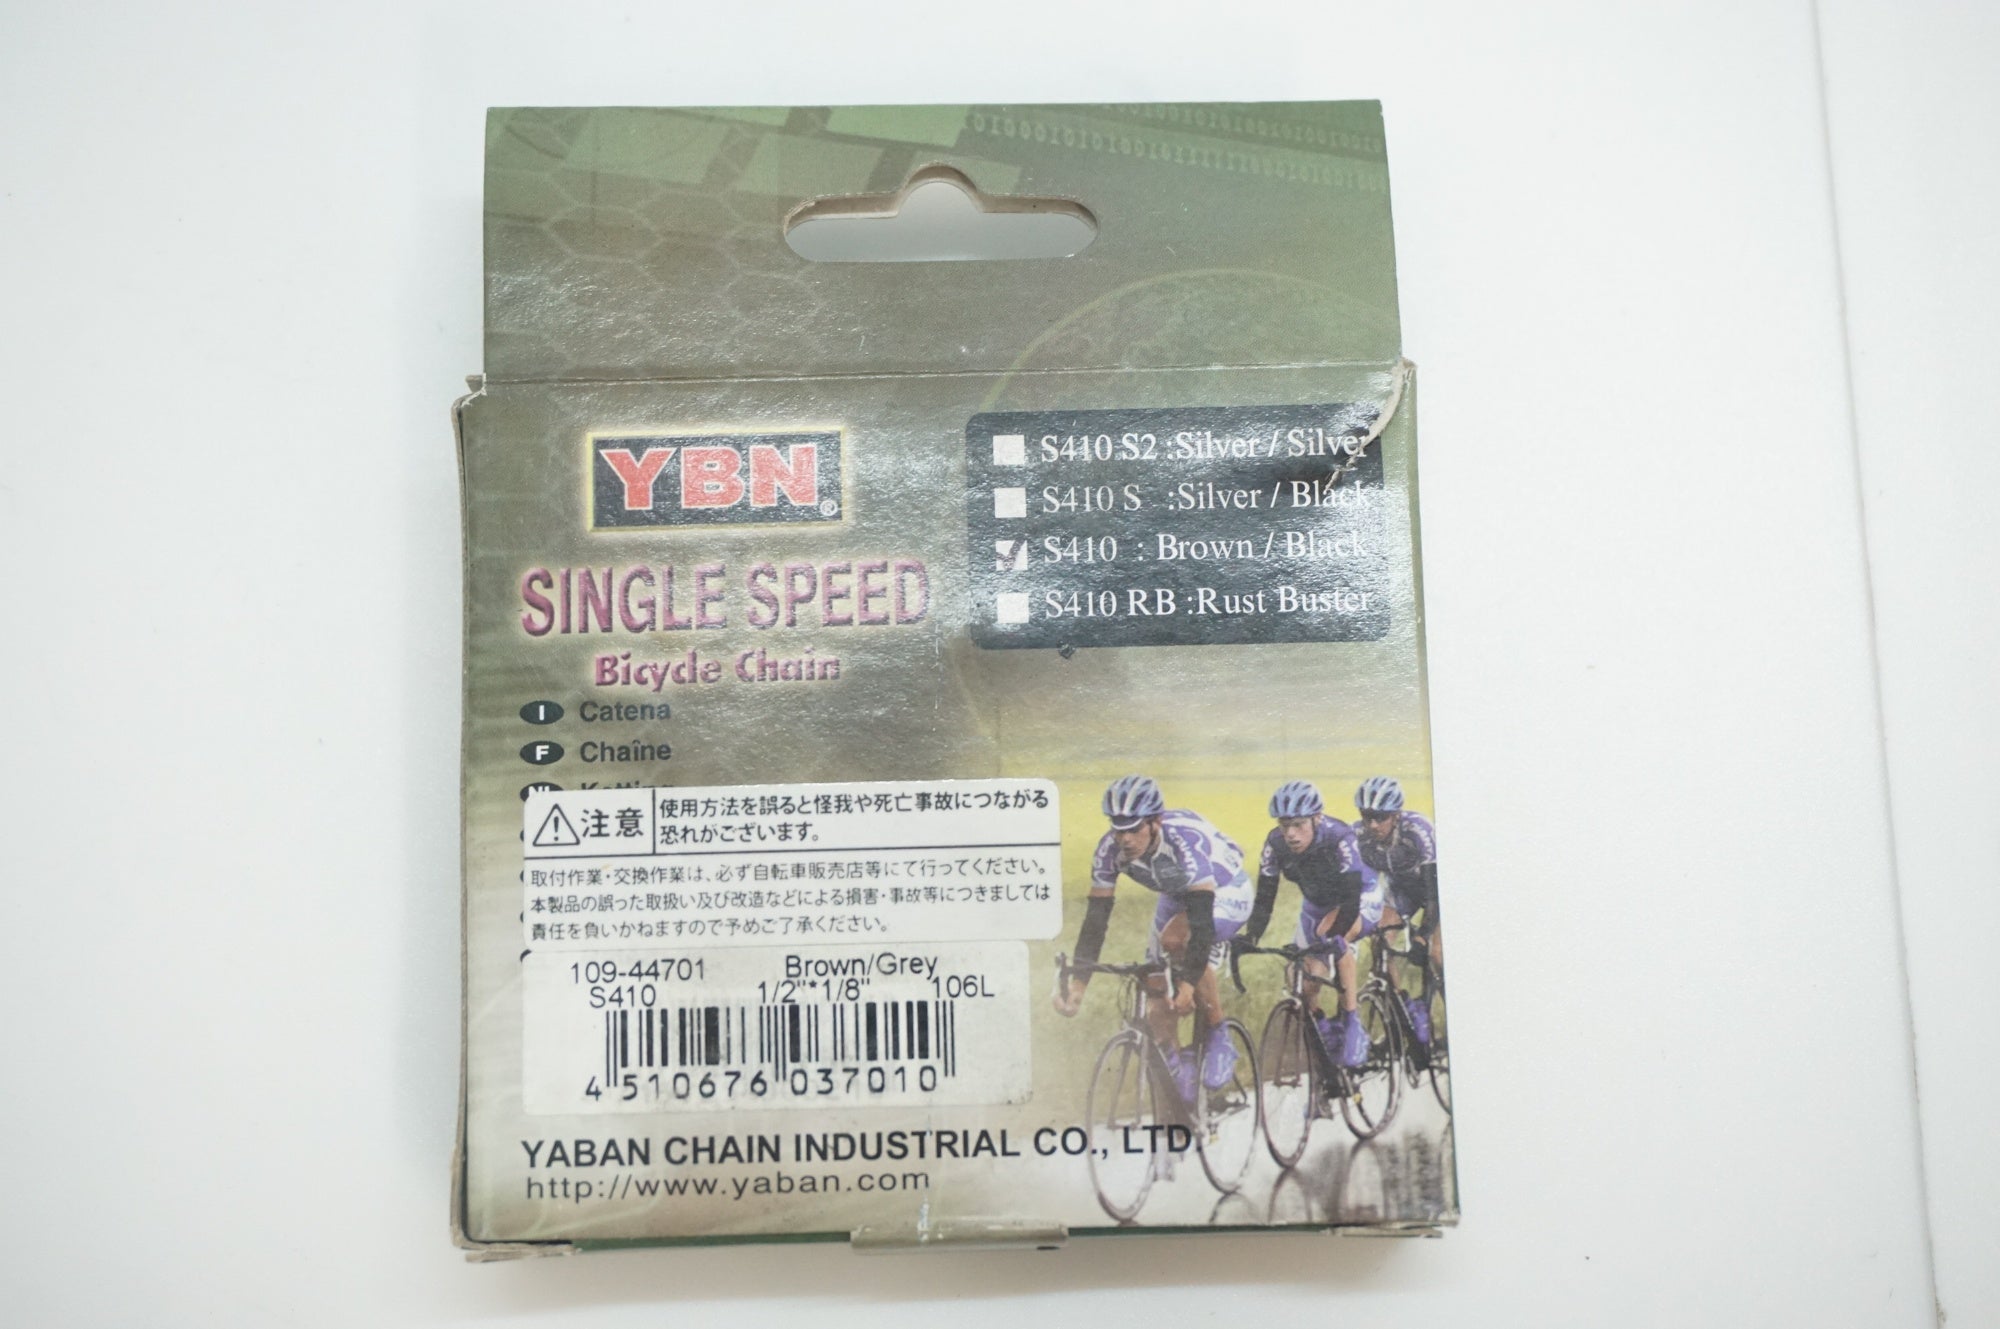 YBN®
SINGLE SPEED
Bicycle Chain
S410 S2 :Silver / Silver
S410 S :Silver / Black
S410 : Brown / Black
S410 RB :Rust Buster
I Catena
F Chaîne
注意
使用方法を誤ると怪我や死亡事故につながる
恐れがございます。
取付作業・交換作業は、必ず自転車販売店等にて行ってください。
本製品の誤った取扱い及び改造などによる損害・事故等につきましては
責任を負いかねますので予めご了承ください。
109-44701 Brown/Grey
S410 1/2"*1/8" 106L
4 510676 037010
YABAN CHAIN INDUSTRIAL CO., LTD.
http://www.yaban.com